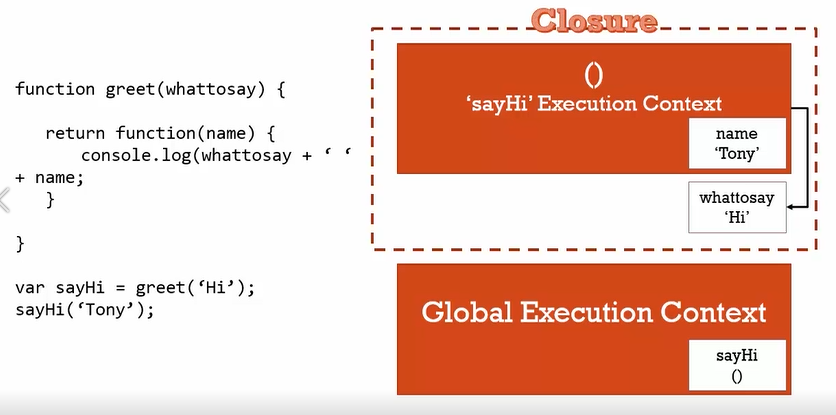 function greet(whattosay) {
return function(name) {
console.log(whattosay + ‘ ‘
+ name;
}
}
var sayHi = greet(‘Hi’);
sayHi(‘Tony’);
Closure
()
‘sayHi’ Execution Context
name
‘Tony’
whattosay
‘Hi’
Global Execution Context
sayHi
()